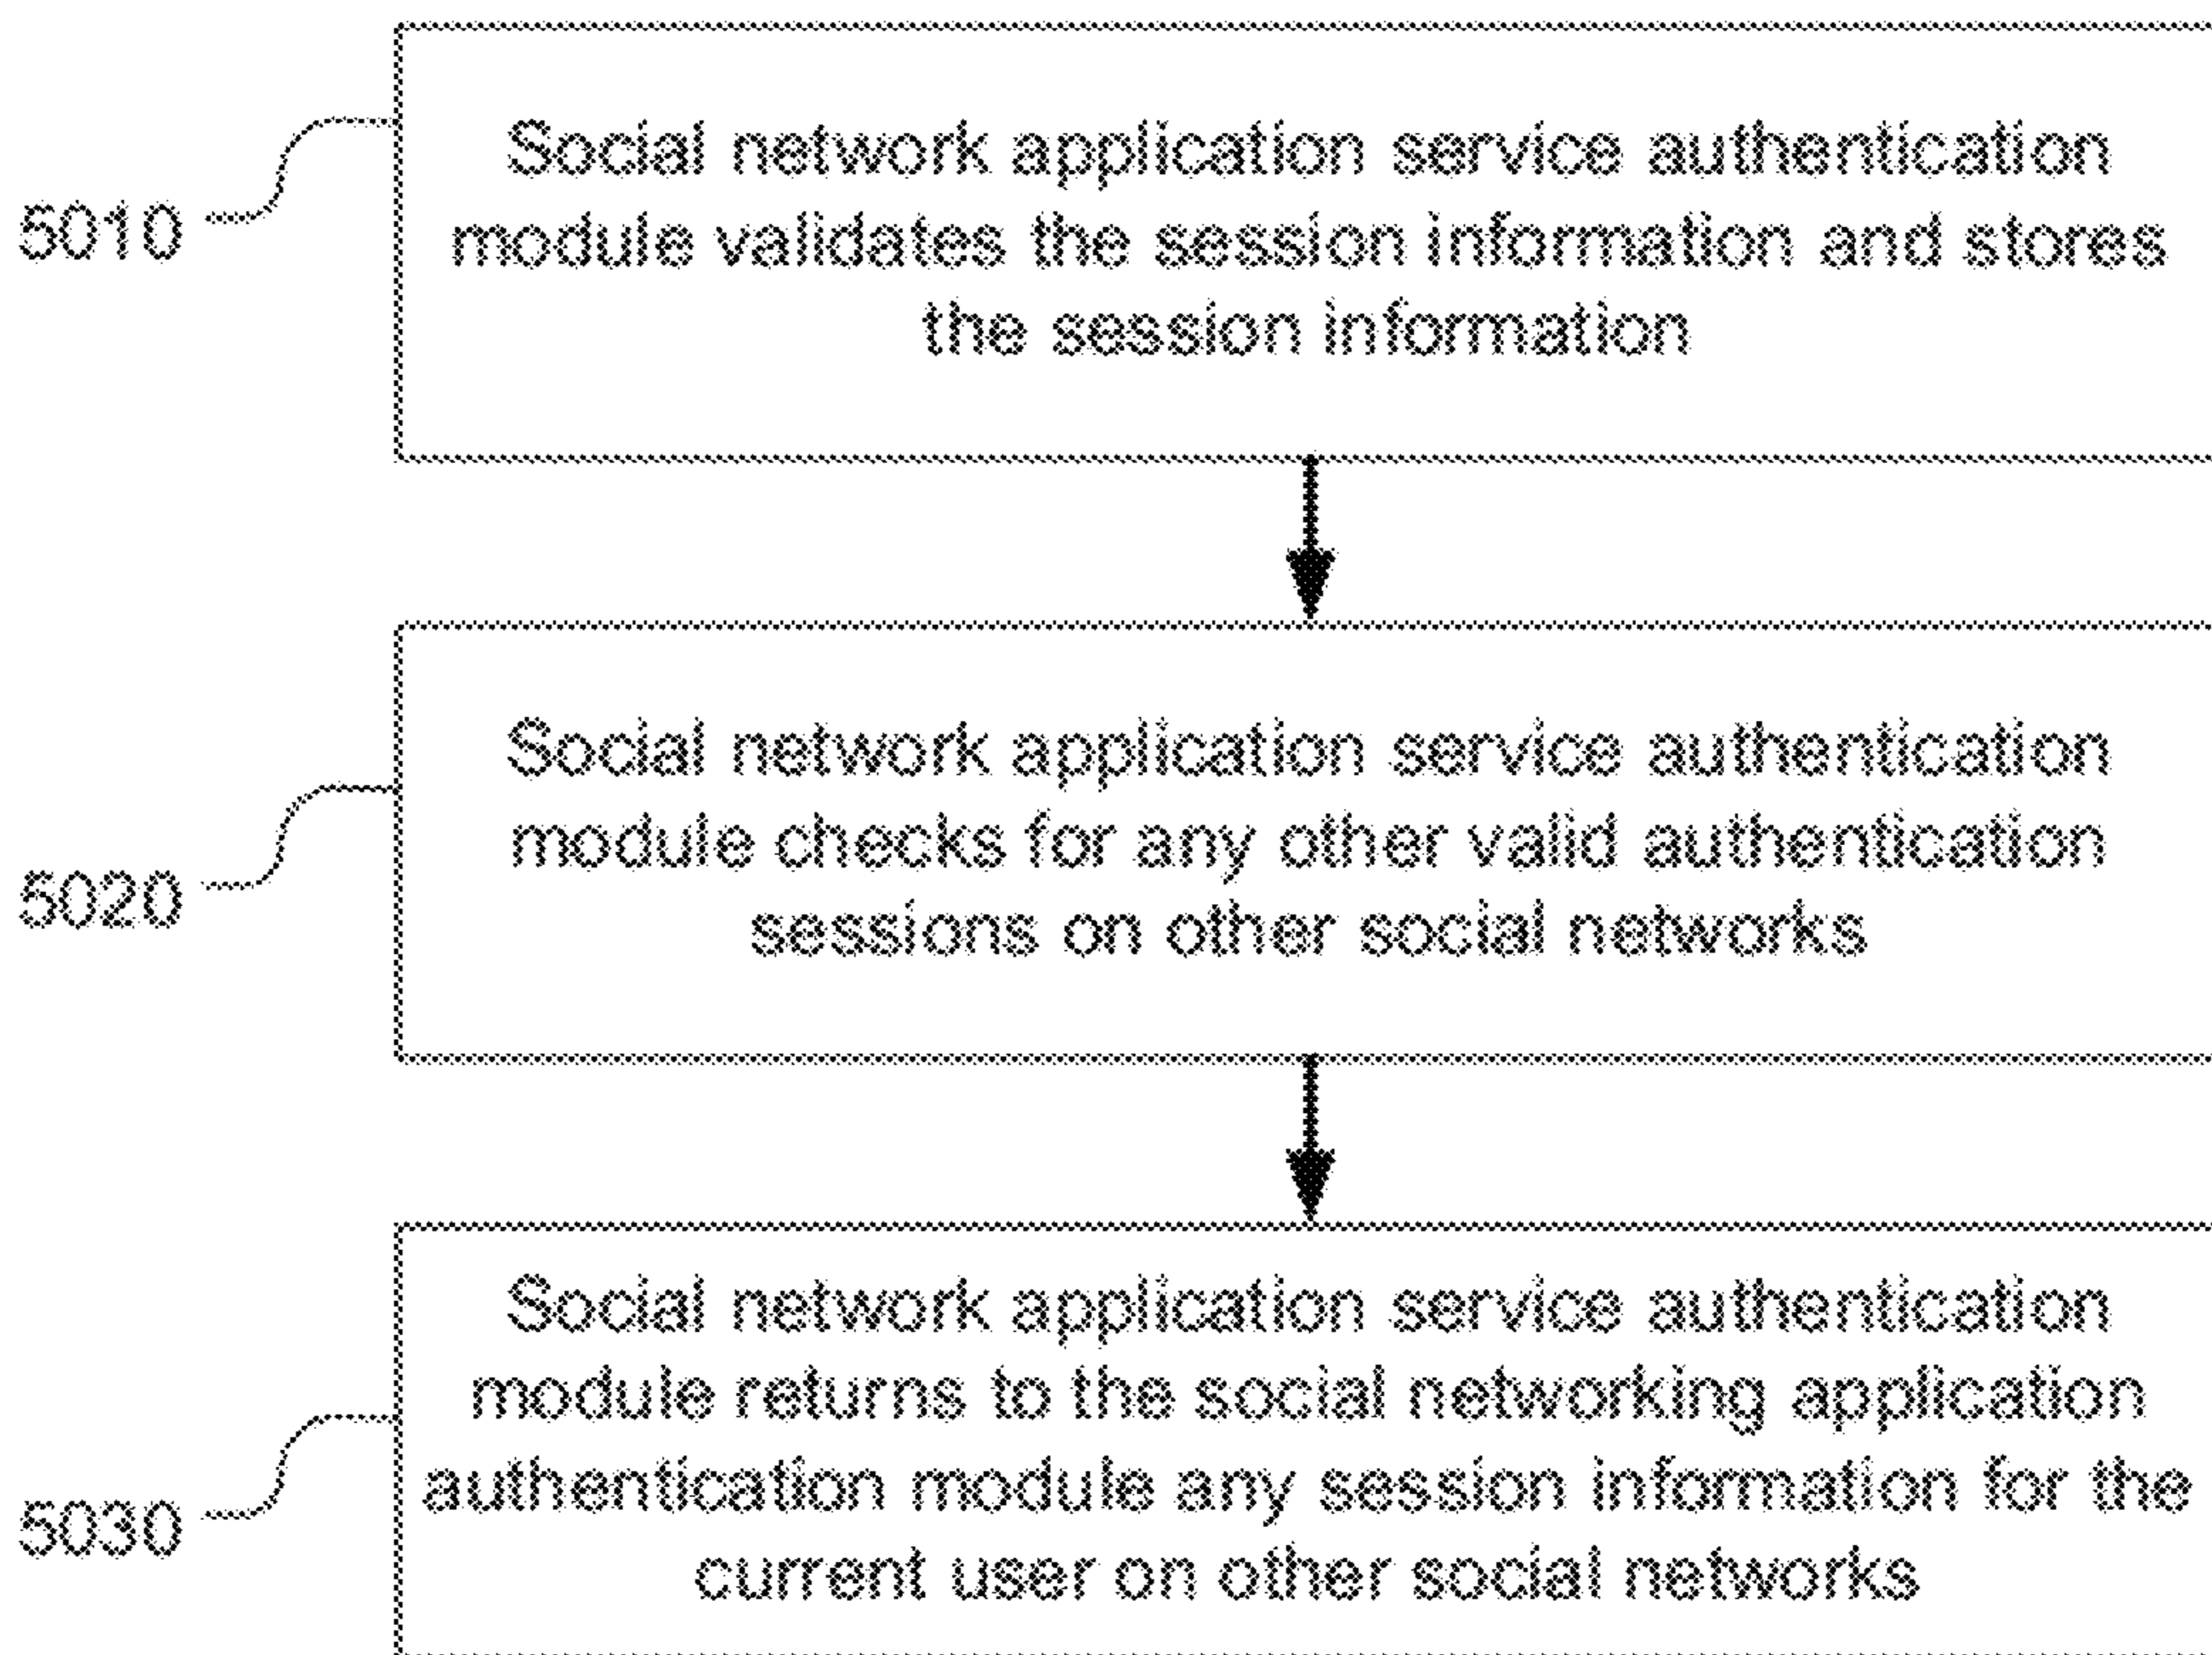 5010
Social network application service authentication
module validates the session information and stores
the session information
5020
Social network application service authentication
module checks for any other valid authentication
sessions on other social networks
5030
Social network application service authentication
module returns to the social networking application
authentication module any session information for the
current user on other social networks